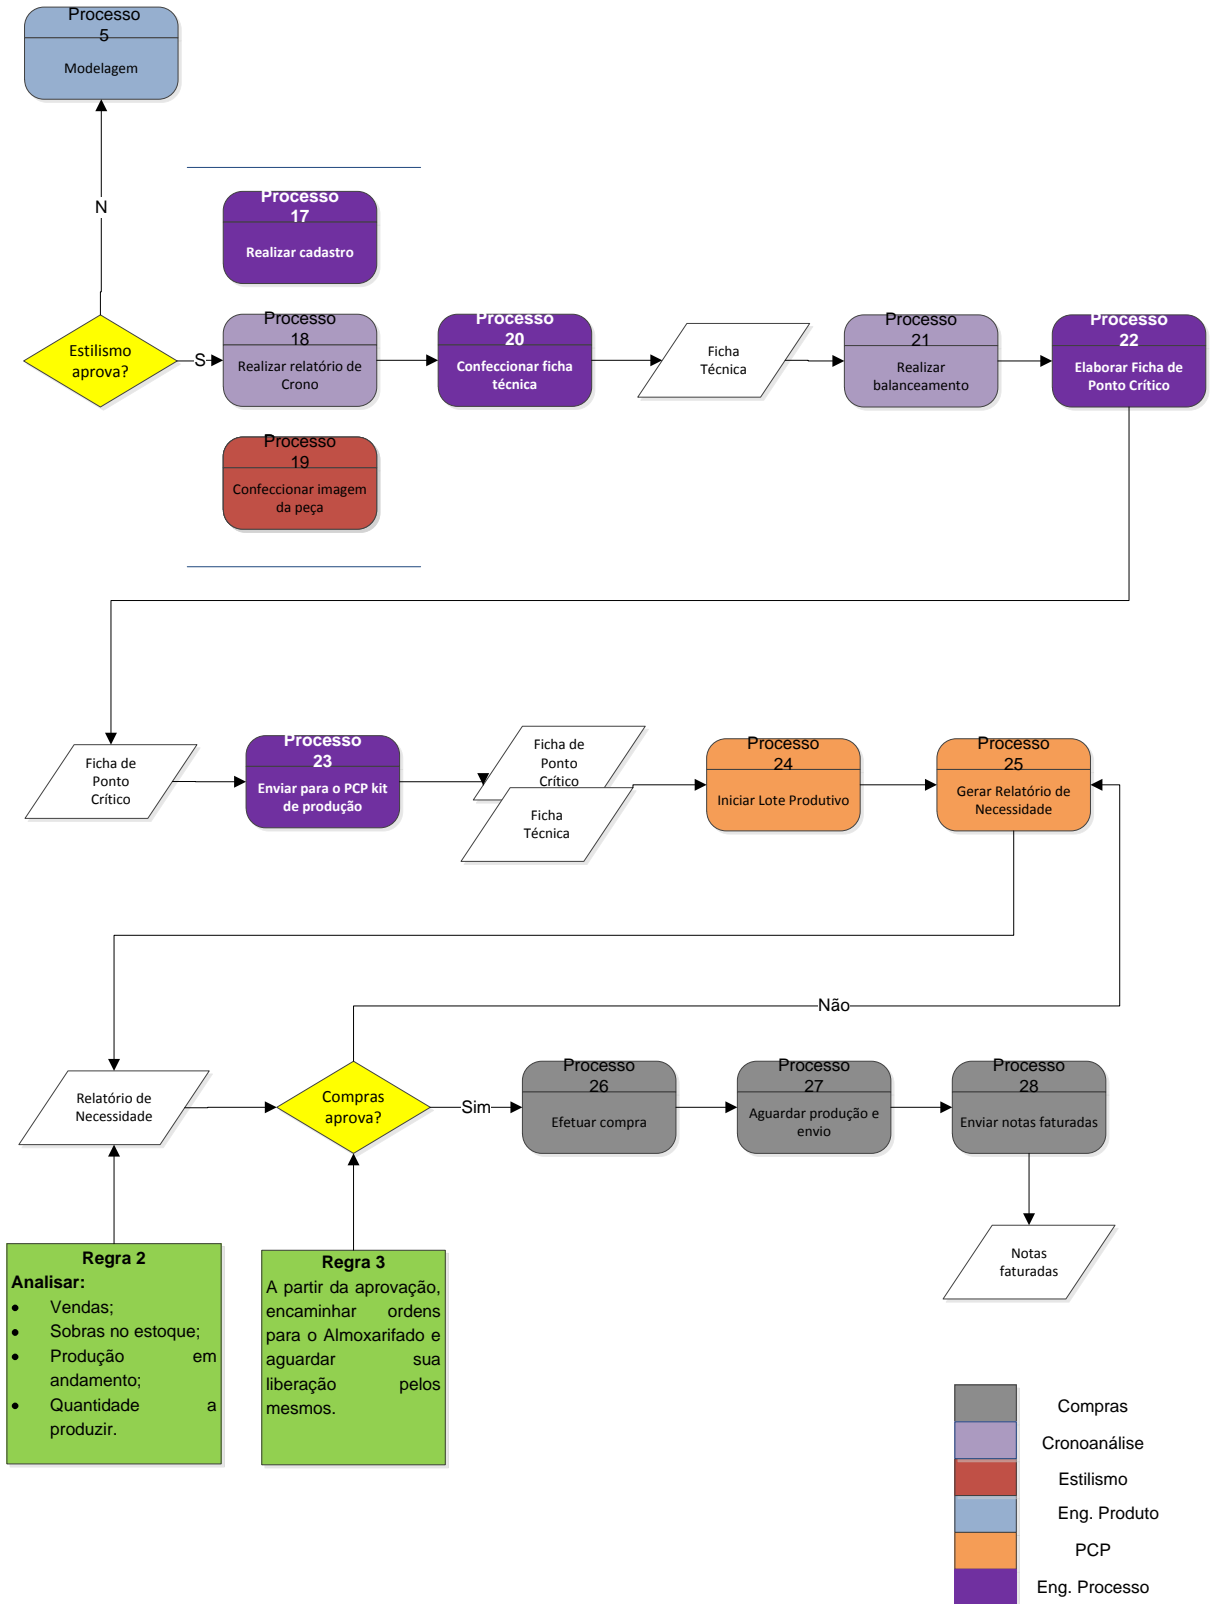 Processo
5
Modelagem
N
Processo
17
Realizar cadastro
Estilismo
aprova?
S
Processo
18
Realizar relatório de
Crono
Processo
20
Confeccionar ficha
técnica
Ficha
Técnica
Processo
21
Realizar
balanceamento
Processo
22
Elaborar Ficha de
Ponto Crítico
Processo
19
Confeccionar imagem
da peça
Ficha de
Ponto
Crítico
Processo
23
Enviar para o PCP kit
de produção
Ficha de
Ponto
Crítico
Ficha
Técnica
Processo
24
Iniciar Lote Produtivo
Processo
25
Gerar Relatório de
Necessidade
Não
Relatório de
Necessidade
Compras
aprova?
Sim
Processo
26
Efetuar compra
Processo
27
Aguardar produção e
envio
Processo
28
Enviar notas faturadas
Notas
faturadas
Regra 2
Analisar:
• Vendas;
• Sobras no estoque;
• Produção em
andamento;
• Quantidade a
produzir.
Regra 3
A partir da aprovação,
encaminhar ordens
para o Almoxarifado e
aguardar sua
liberação pelos
mesmos.
Compras
Cronoanálise
Estilismo
Eng. Produto
PCP
Eng. Processo